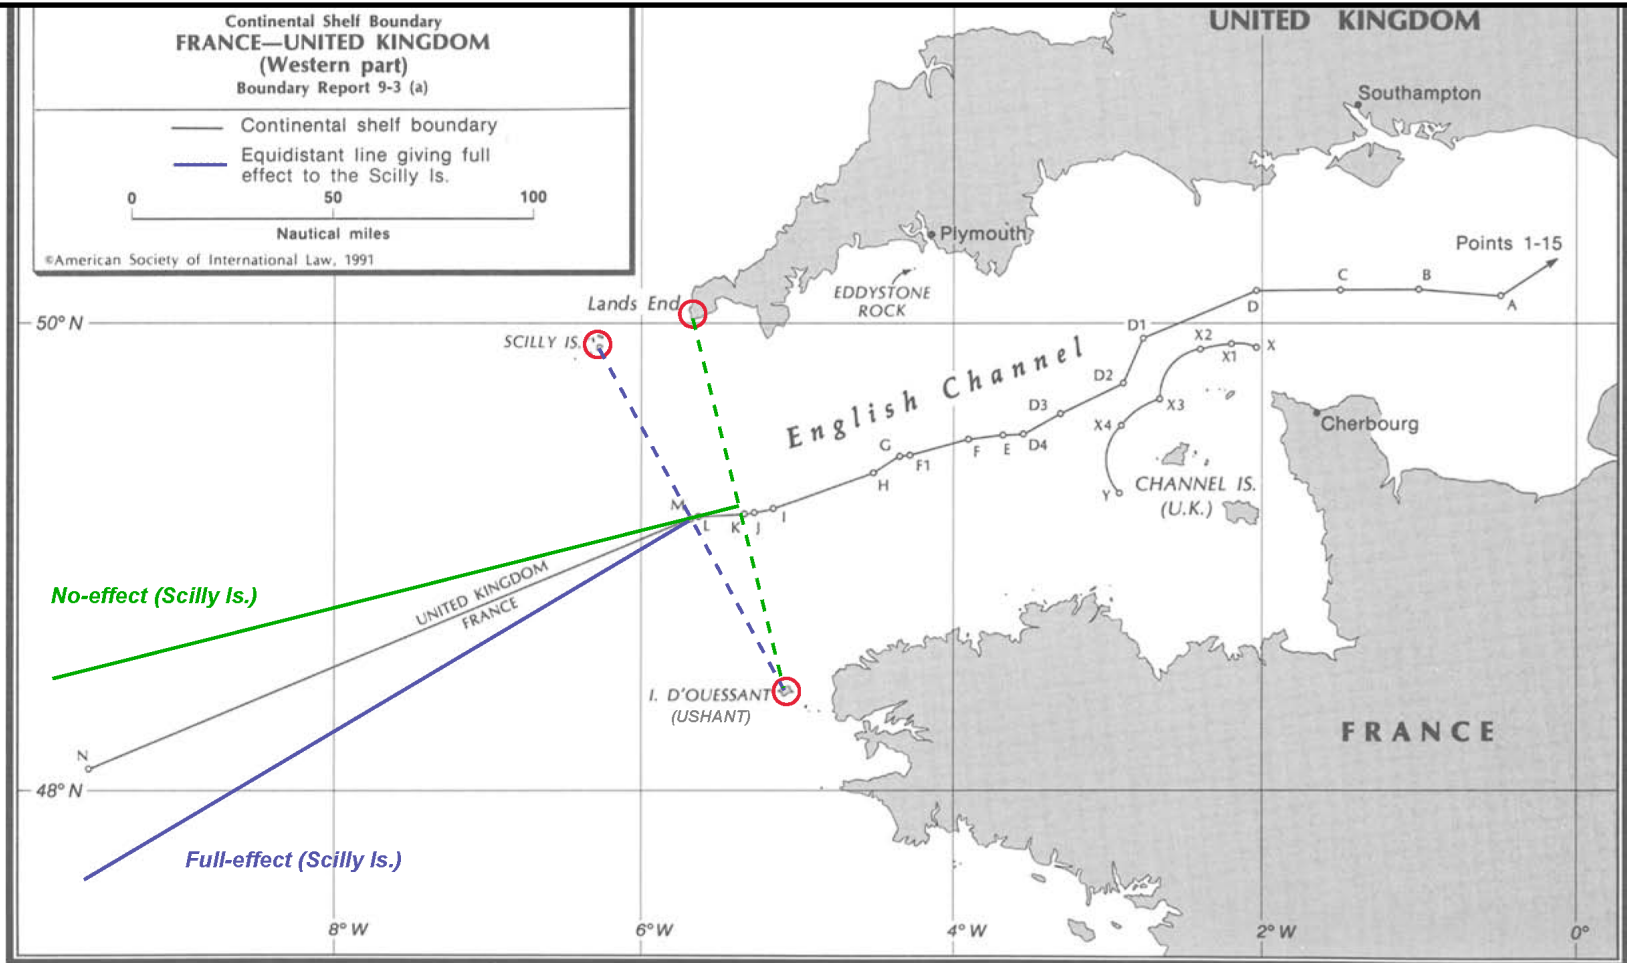 Continental Shelf Boundary
FRANCE—UNITED KINGDOM
(Western part)
Boundary Report 9-3 (a)
Continental shelf boundary
Equidistant line giving full
effect to the Scilly Is.
0 50 100
Nautical miles
©American Society of International Law, 1991
UNITED KINGDOM
Southampton
Plymouth
Points 1-15
EDDYSTONE
ROCK
Lands End
SCILLY IS.
50° N
C
B
D
A
D1
X2
X1
X
D2
X3
D3
X4
English Channel
Cherbourg
G
F1
F
E
D4
H
Y
CHANNEL IS.
(U.K.)
M
L
K
J
I
No-effect (Scilly Is.)
UNITED KINGDOM
FRANCE
I. D'OUESSANT
(USHANT)
FRANCE
N
48° N
Full-effect (Scilly Is.)
8° W
6° W
4° W
2° W
0°